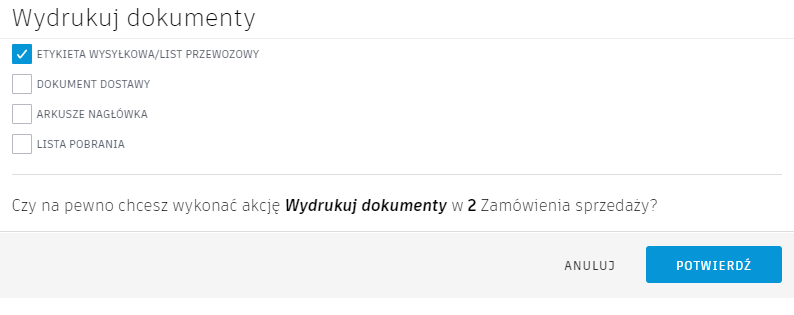 Wydrukuj dokumenty
ETYKIETA WYSYŁKOWA/LIST PRZEWOZOWY
DOKUMENT DOSTAWY
ARKUSZE NAGŁÓWKA
LISTA POBRANIA
Czy na pewno chcesz wykonać akcję Wydrukuj dokumenty w 2 Zamówienia sprzedaży?
ANULUJ
POTWIERDŹ